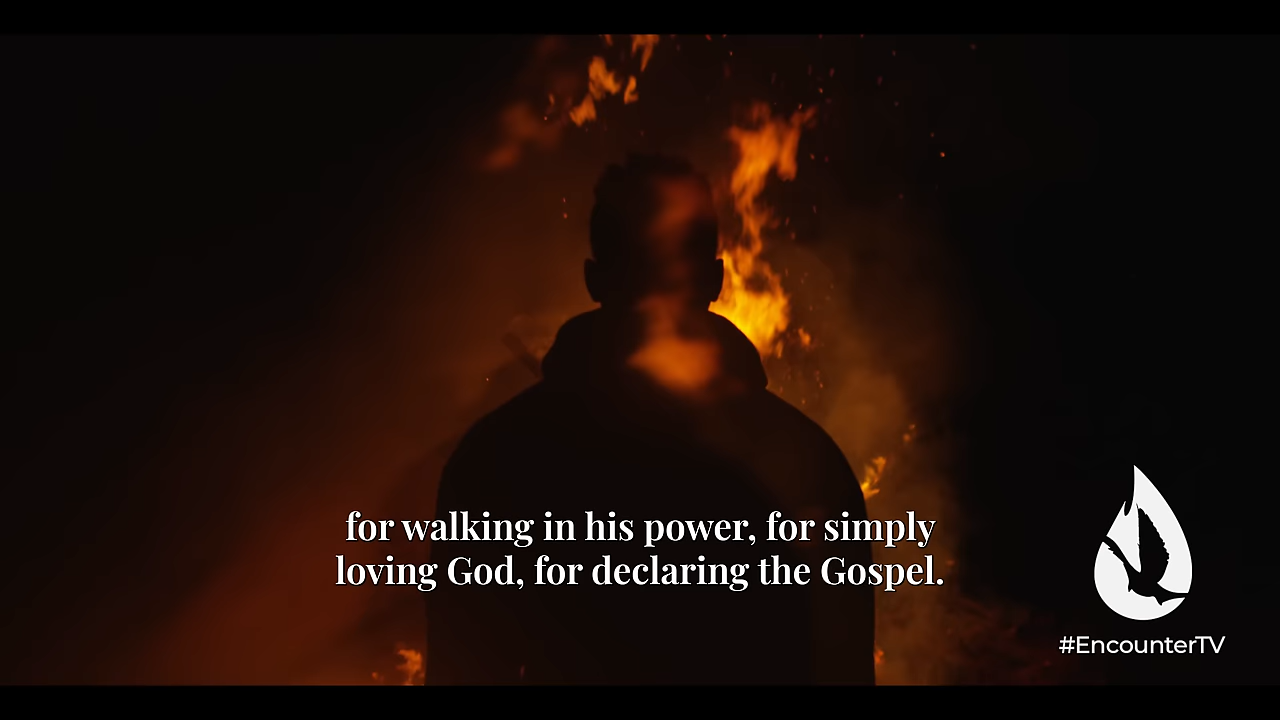 for walking in his power, for simply
loving God, for declaring the Gospel.
#EncounterTV